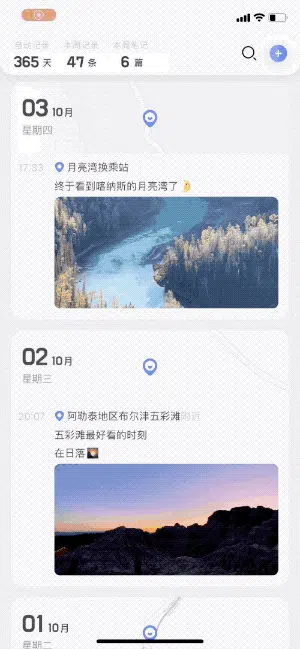 自动记录 本周记录 本周笔记
365 天 47 条 6 篇
03 10月
星期四
17:33 月亮湾换乘站
终于看到喀纳斯的月亮湾了
02 10月
星期三
20:07 阿勒泰地区布尔津五彩滩附近
五彩滩最好看的时刻
在日落
01 10月
星期二